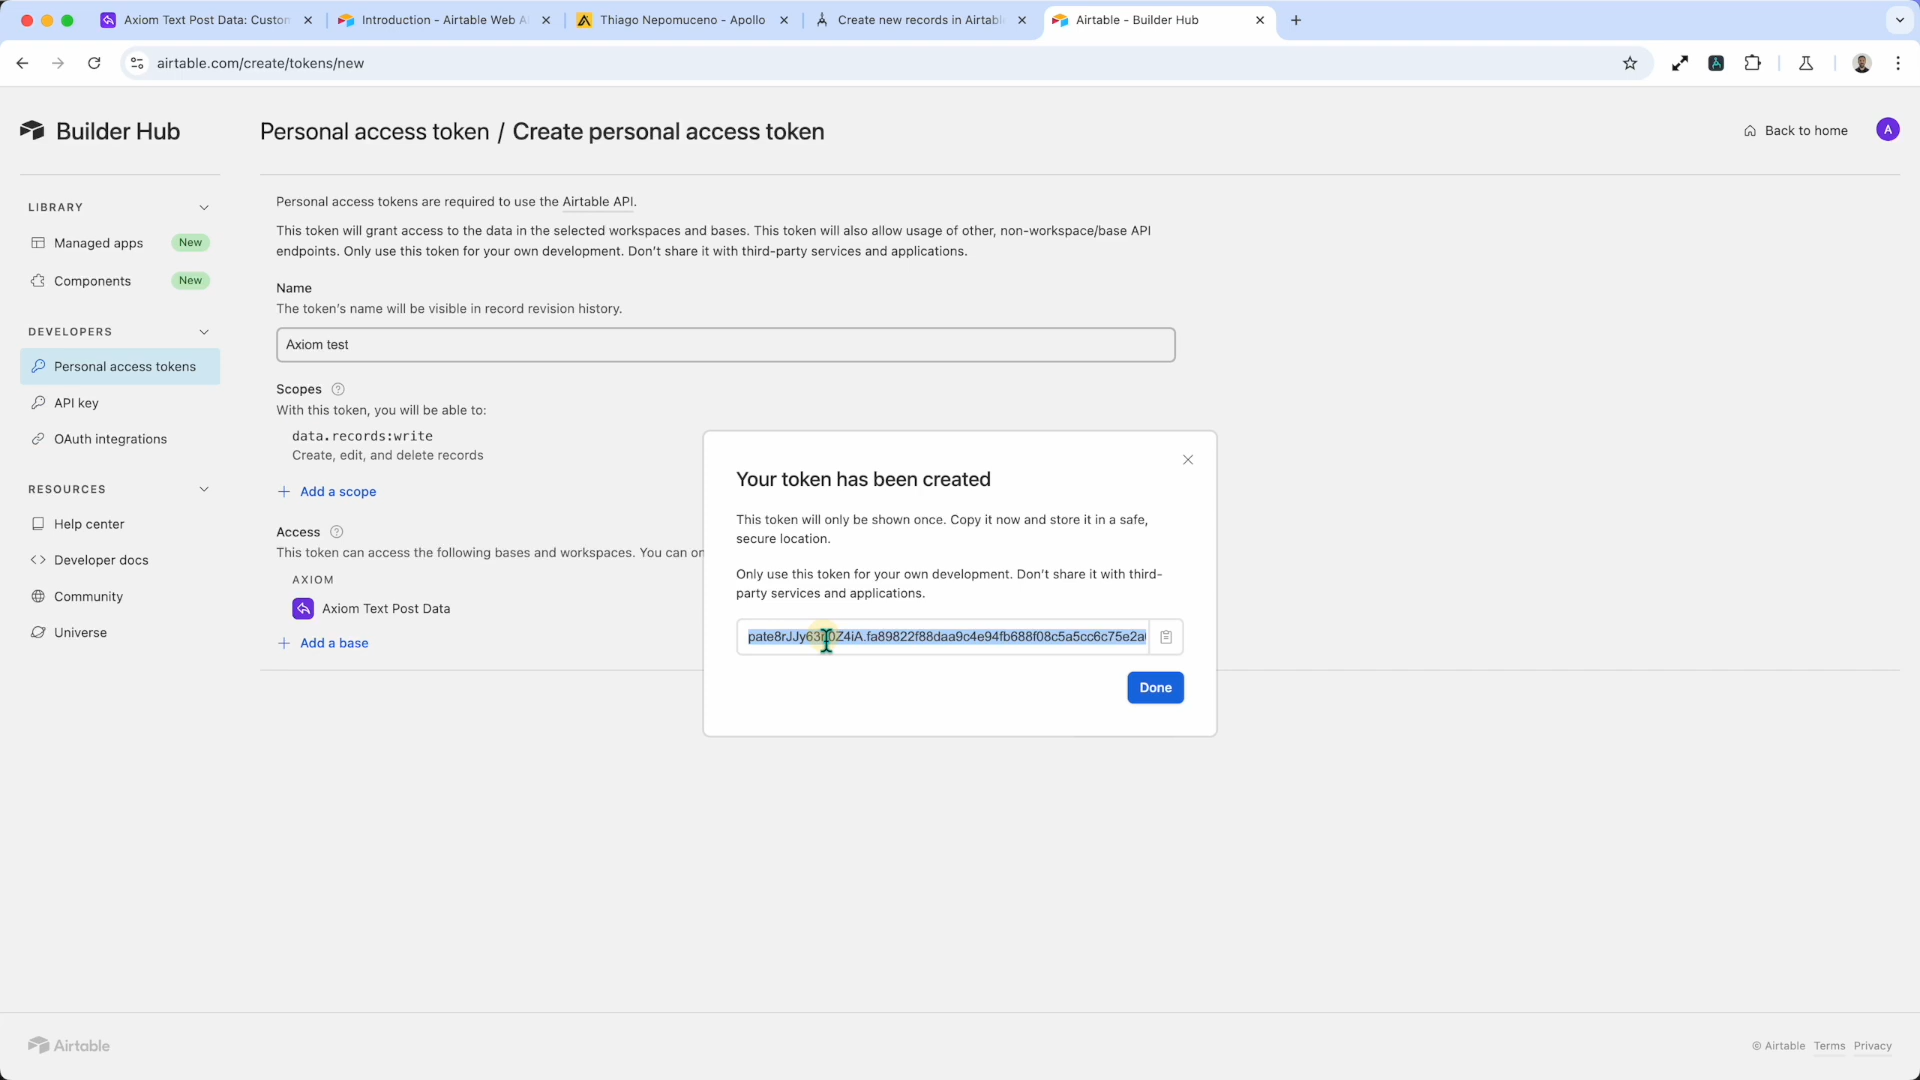 Axiom Text Post Data: Custon
Introduction - Airtable Web A
Thiago Nepomuceno - Apollo
Create new records in Airtabl
Airtable - Builder Hub
airtable.com/create/tokens/new
Builder Hub
Personal access token / Create personal access token
Back to home
A
LIBRARY
Managed apps New
Components New
DEVELOPERS
Personal access tokens
API key
OAuth integrations
RESOURCES
Help center
Developer docs
Community
Universe
Personal access tokens are required to use the Airtable API.
This token will grant access to the data in the selected workspaces and bases. This token will also allow usage of other, non-workspace/base API
endpoints. Only use this token for your own development. Don't share it with third-party services and applications.
Name
The token's name will be visible in record revision history.
Axiom test
Scopes
With this token, you will be able to:
data.records:write
Create, edit, and delete records
Add a scope
Access
This token can access the following bases and workspaces. You can or
AXIOM
Axiom Text Post Data
Add a base
Your token has been created
This token will only be shown once. Copy it now and store it in a safe,
secure location.
Only use this token for your own development. Don't share it with third-
party services and applications.
Done
Airtable
© Airtable Terms Privacy